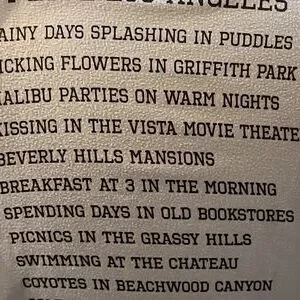 ANGELES
AINY DAYS SPLASHING IN PUDDLES
ICKING FLOWERS IN GRIFFITH PARK
ALIBU PARTIES ON WARM NIGHTS
KISSING IN THE VISTA MOVIE THEATE
BEVERLY HILLS MANSIONS
BREAKFAST AT 3 IN THE MORNING
SPENDING DAYS IN OLD BOOKSTORES
PICNICS IN THE GRASSY HILLS
SWIMMING AT THE CHATEAU
COYOTES IN BEACHWOOD CANYON